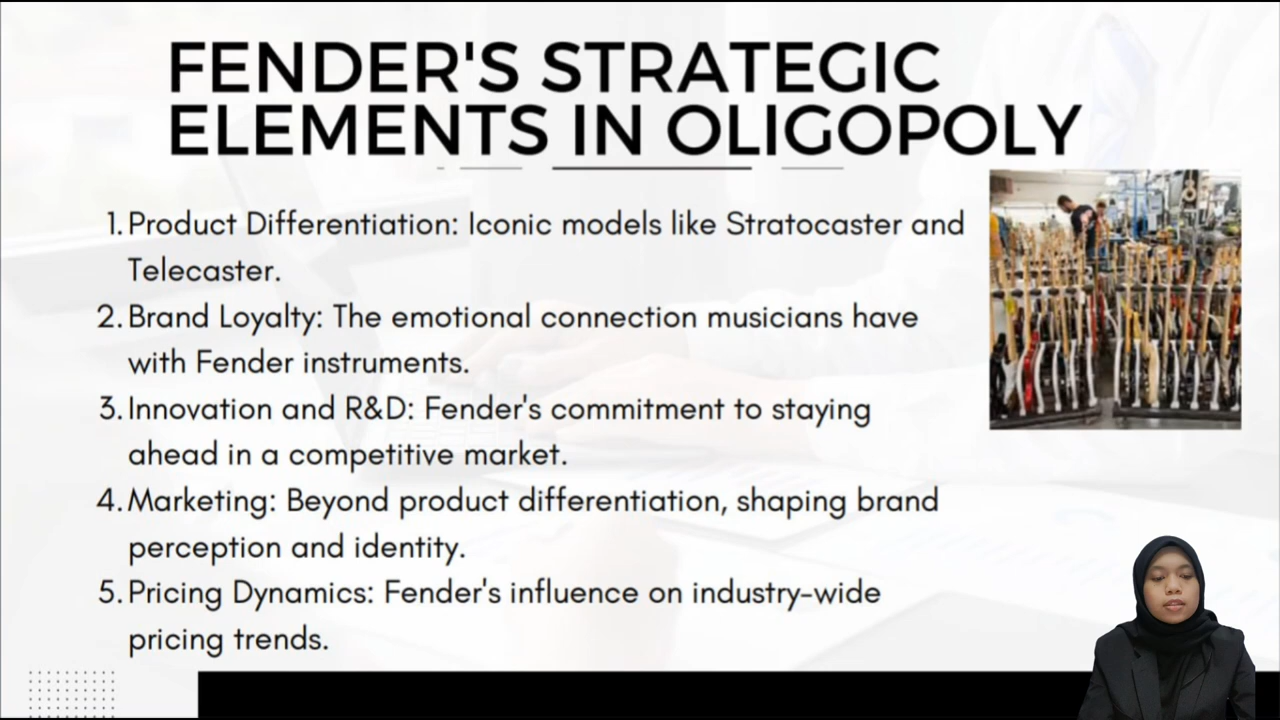 FENDER'S STRATEGIC
ELEMENTS IN OLIGOPOLY
1. Product Differentiation: Iconic models like Stratocaster and
Telecaster.
2. Brand Loyalty: The emotional connection musicians have
with Fender instruments.
3. Innovation and R&D: Fender's commitment to staying
ahead in a competitive market.
4. Marketing: Beyond product differentiation, shaping brand
perception and identity.
5. Pricing Dynamics: Fender's influence on industry-wide
pricing trends.